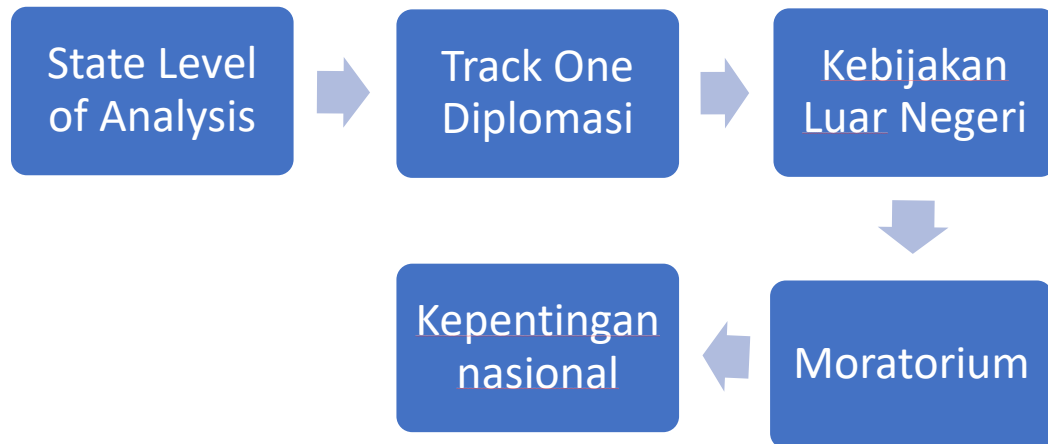 State Level
of Analysis
Track One
Diplomasi
Kebijakan
Luar Negeri
Moratorium
Kepentingan
nasional